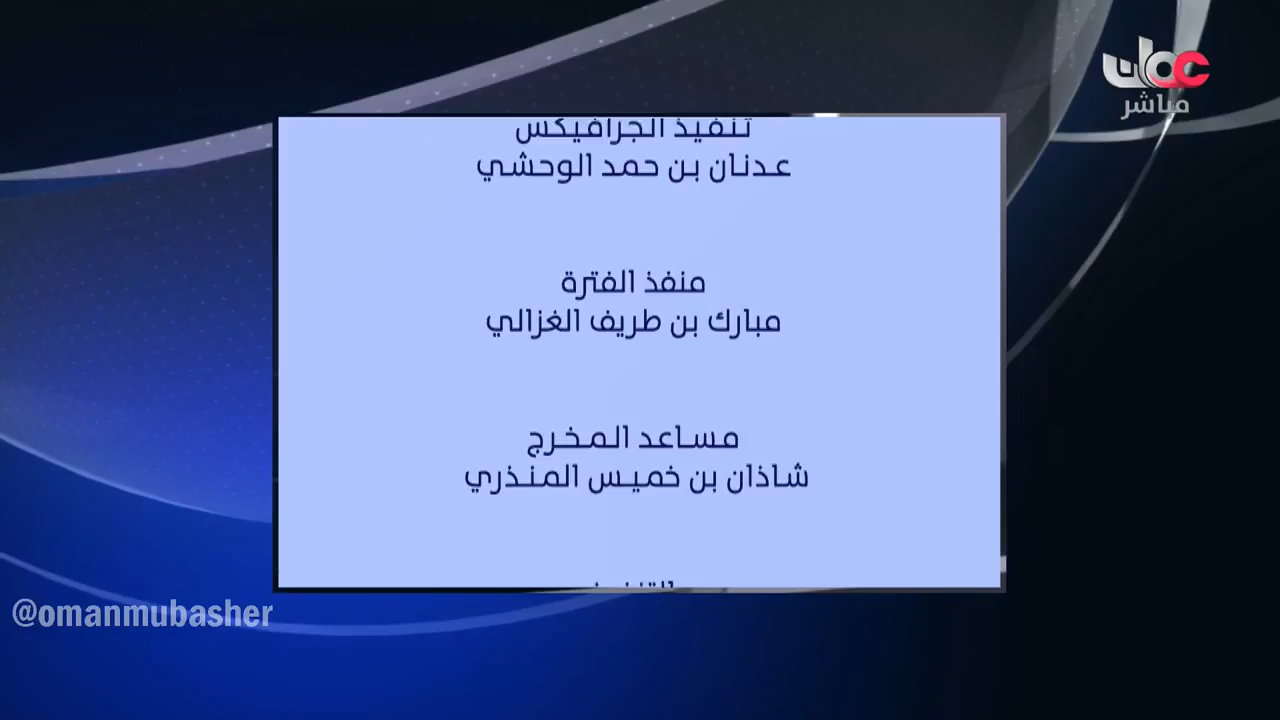 عمان
مباشر
تنفيذ الجرافيكس
عدنان بن حمد الوحشي
منفذ الفترة
مبارك بن طريف الغزالي
مساعد المخرج
شاذان بن خميس المنذري
@omanmubasher